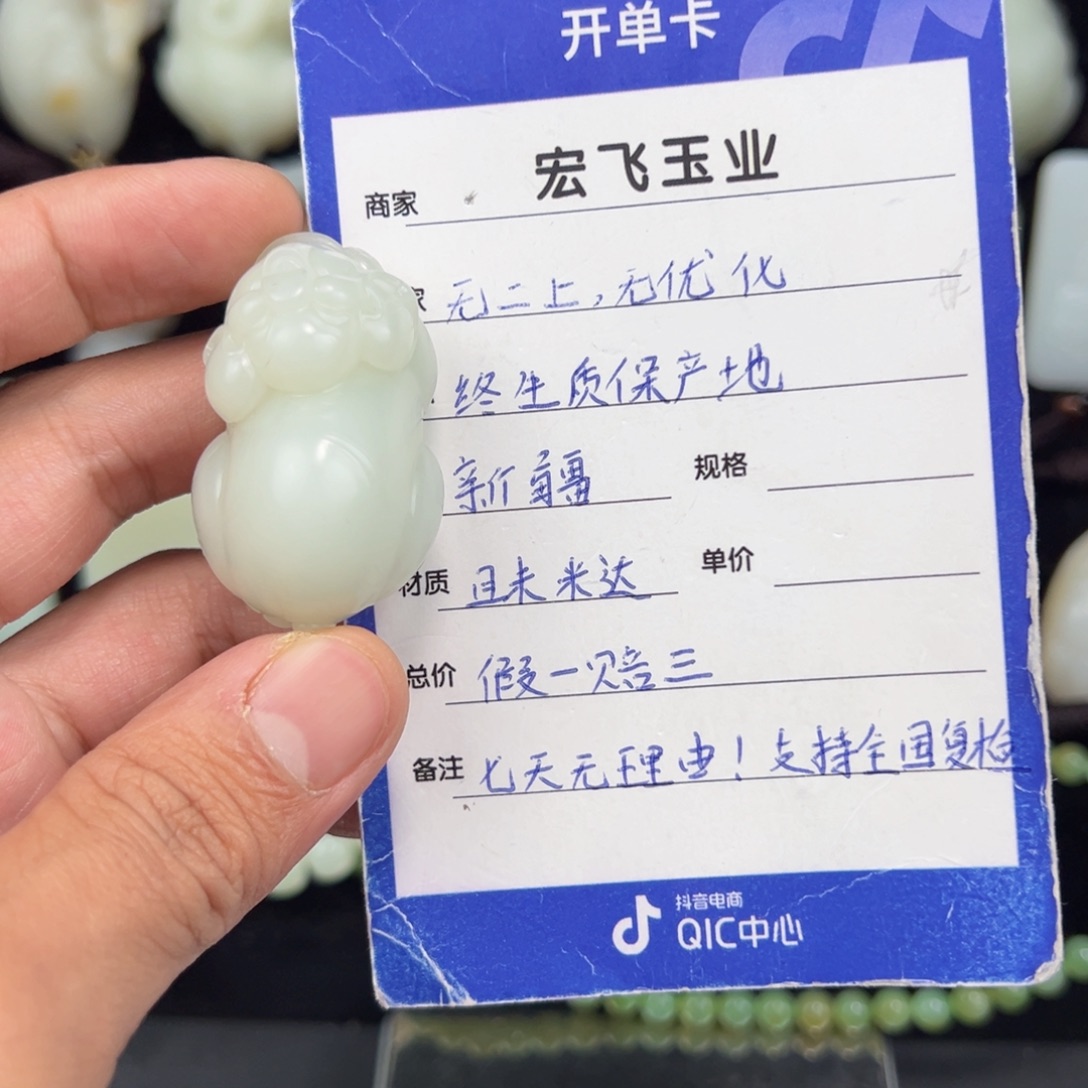 开单卡
商家 宏飞玉业
家 无二上,无优化
终生质保产地
新疆 规格
材质 且末米达 单价
总价 假一赔三
备注 七天无理由!支持全国复检
抖音电商
QIC中心